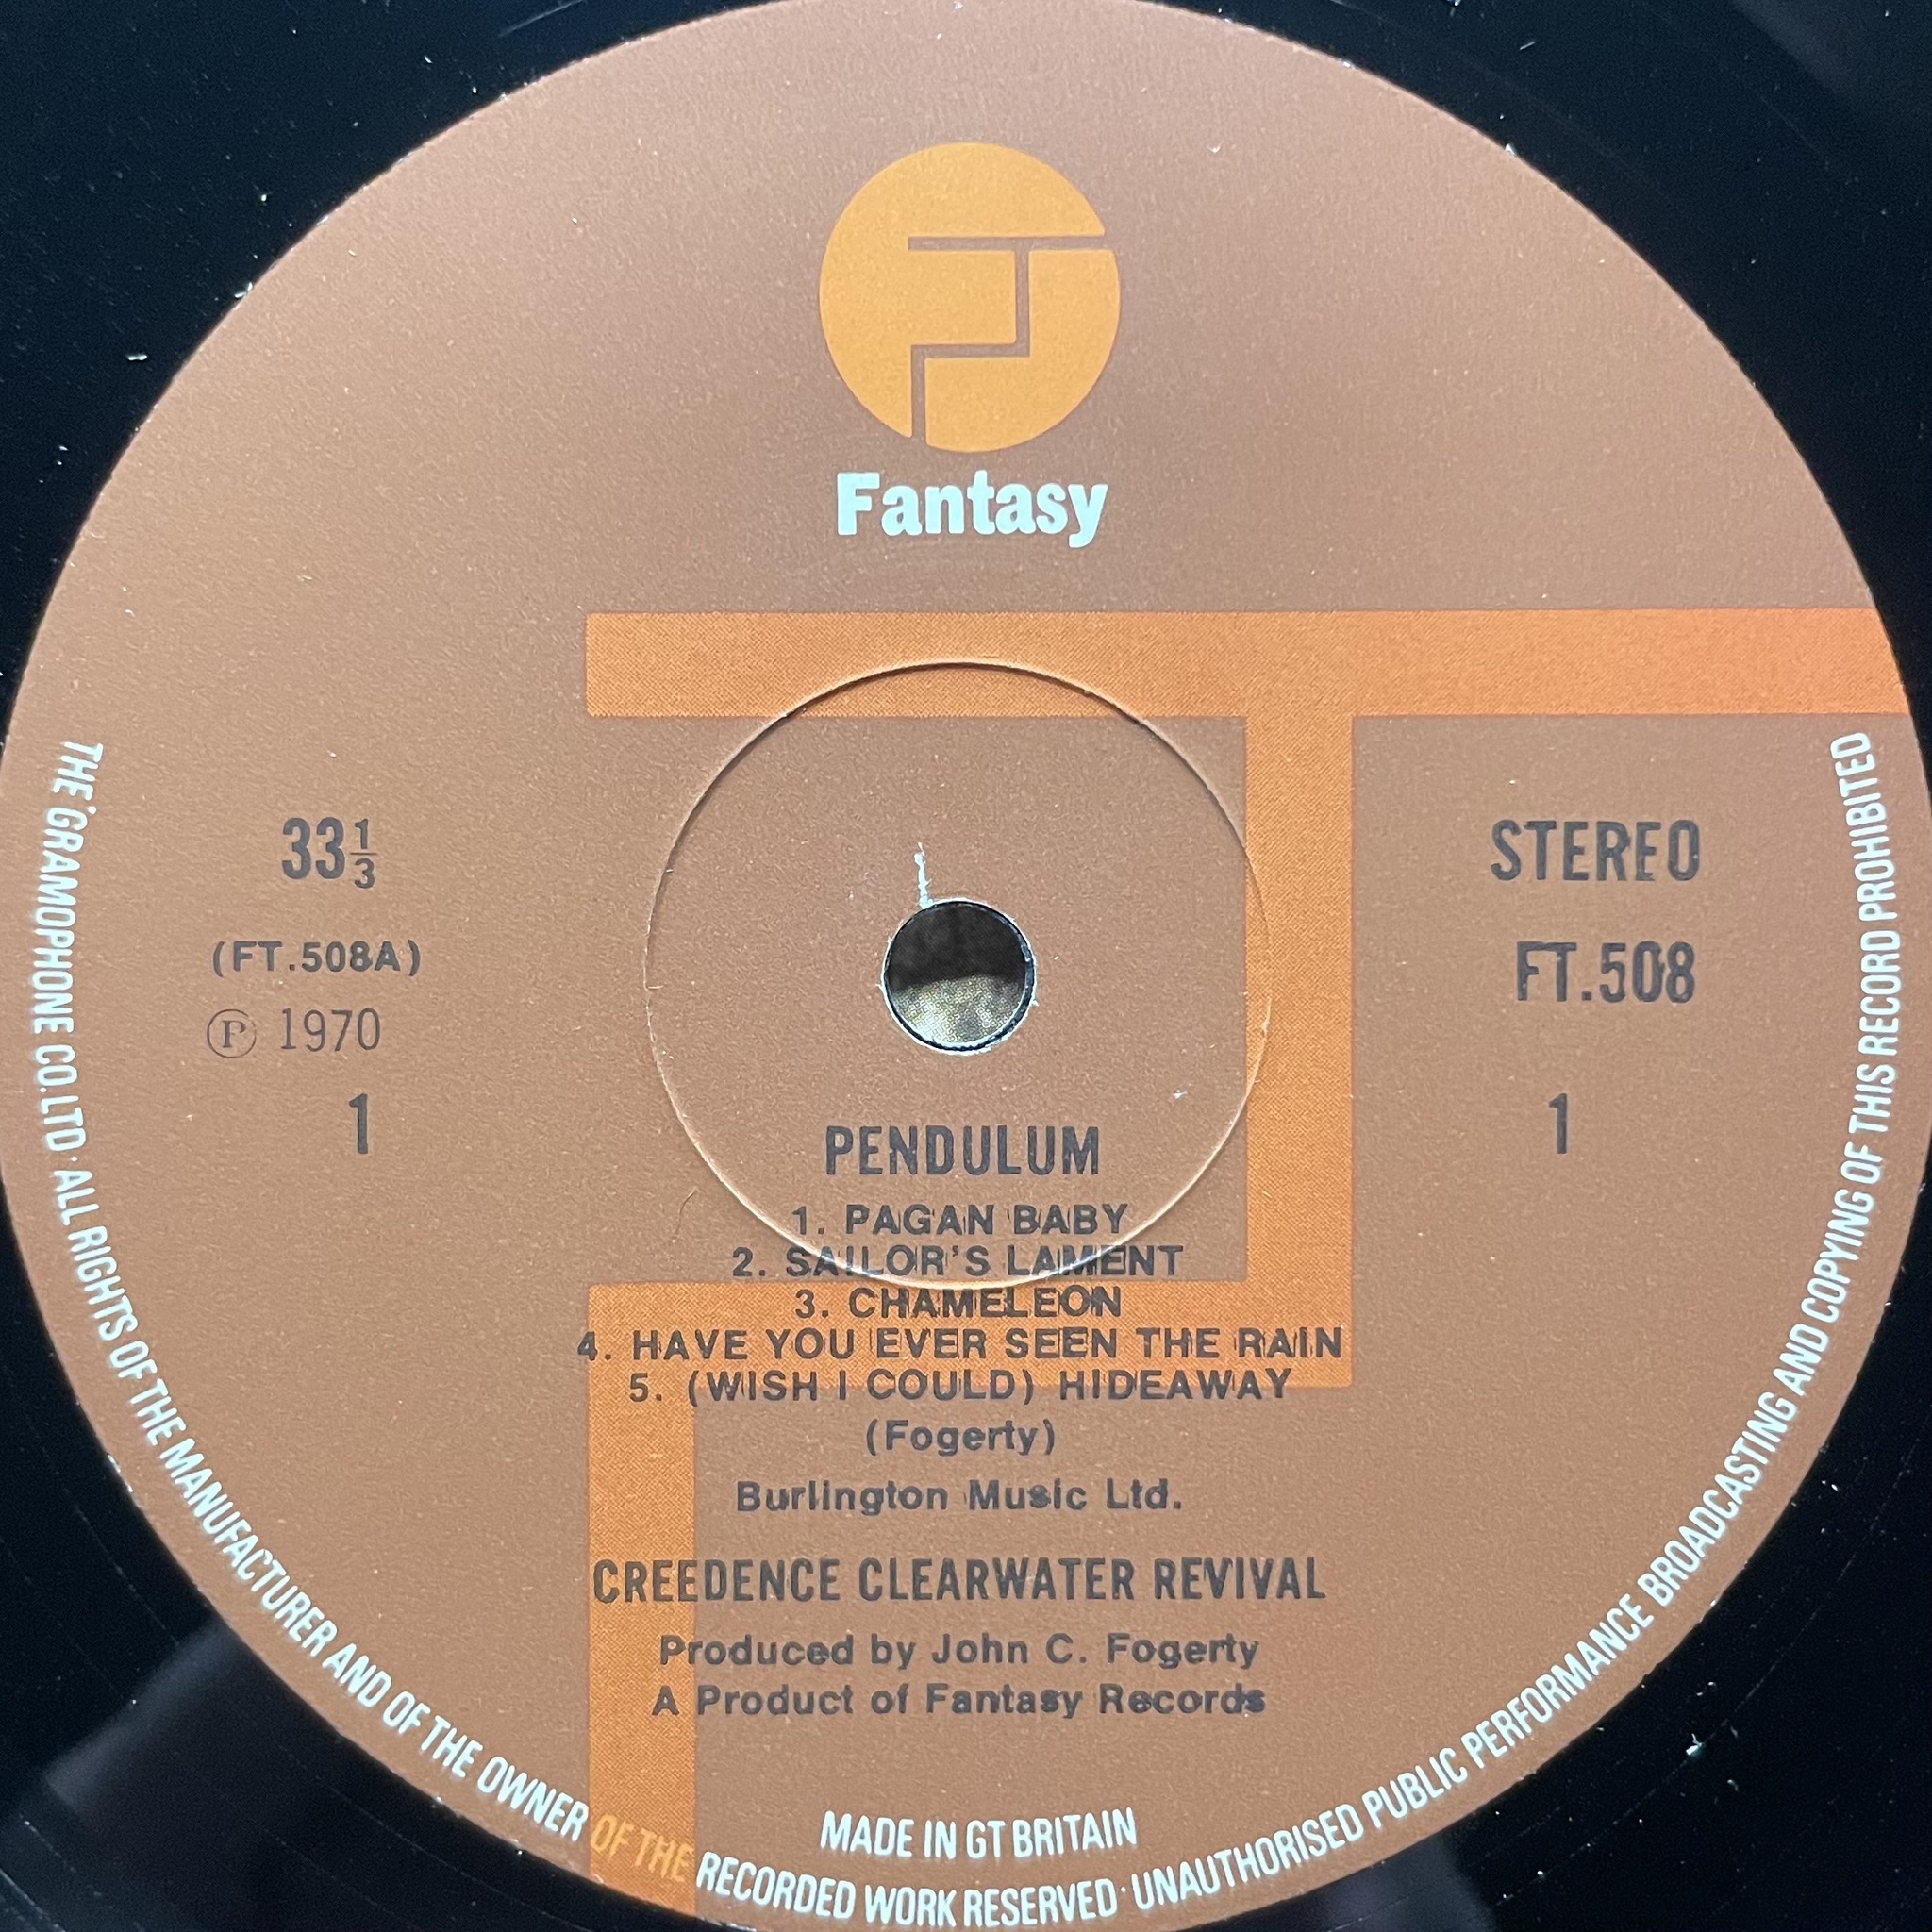 Fantasy
33⅓
STEREO
(FT.508A)
FT.508
Ⓟ 1970
1
1
PENDULUM
1. PAGAN BABY
2. SAILOR'S LAMENT
3. CHAMELEON
4. HAVE YOU EVER SEEN THE RAIN
5. (WISH I COULD) HIDEAWAY
(Fogerty)
Burlington Music Ltd.
CREEDENCE CLEARWATER REVIVAL
Produced by John C. Fogerty
A Product of Fantasy Records
MADE IN GT BRITAIN
THE GRAMOPHONE CO.LTD· ALL RIGHTS OF THE MANUFACTURER AND OF THE OWNER OF THE RECORDED WORK RESERVED· UNAUTHORISED PUBLIC PERFORMANCE BROADCASTING AND COPYING OF THIS RECORD PROHIBITED